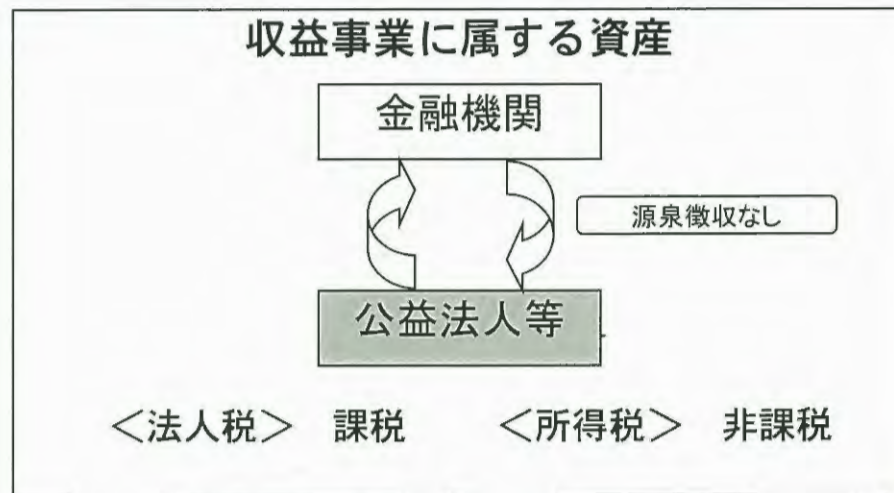 収益事業に属する資産
金融機関
源泉徴収なし
公益法人等
＜法人税＞　課税　　＜所得税＞　非課税